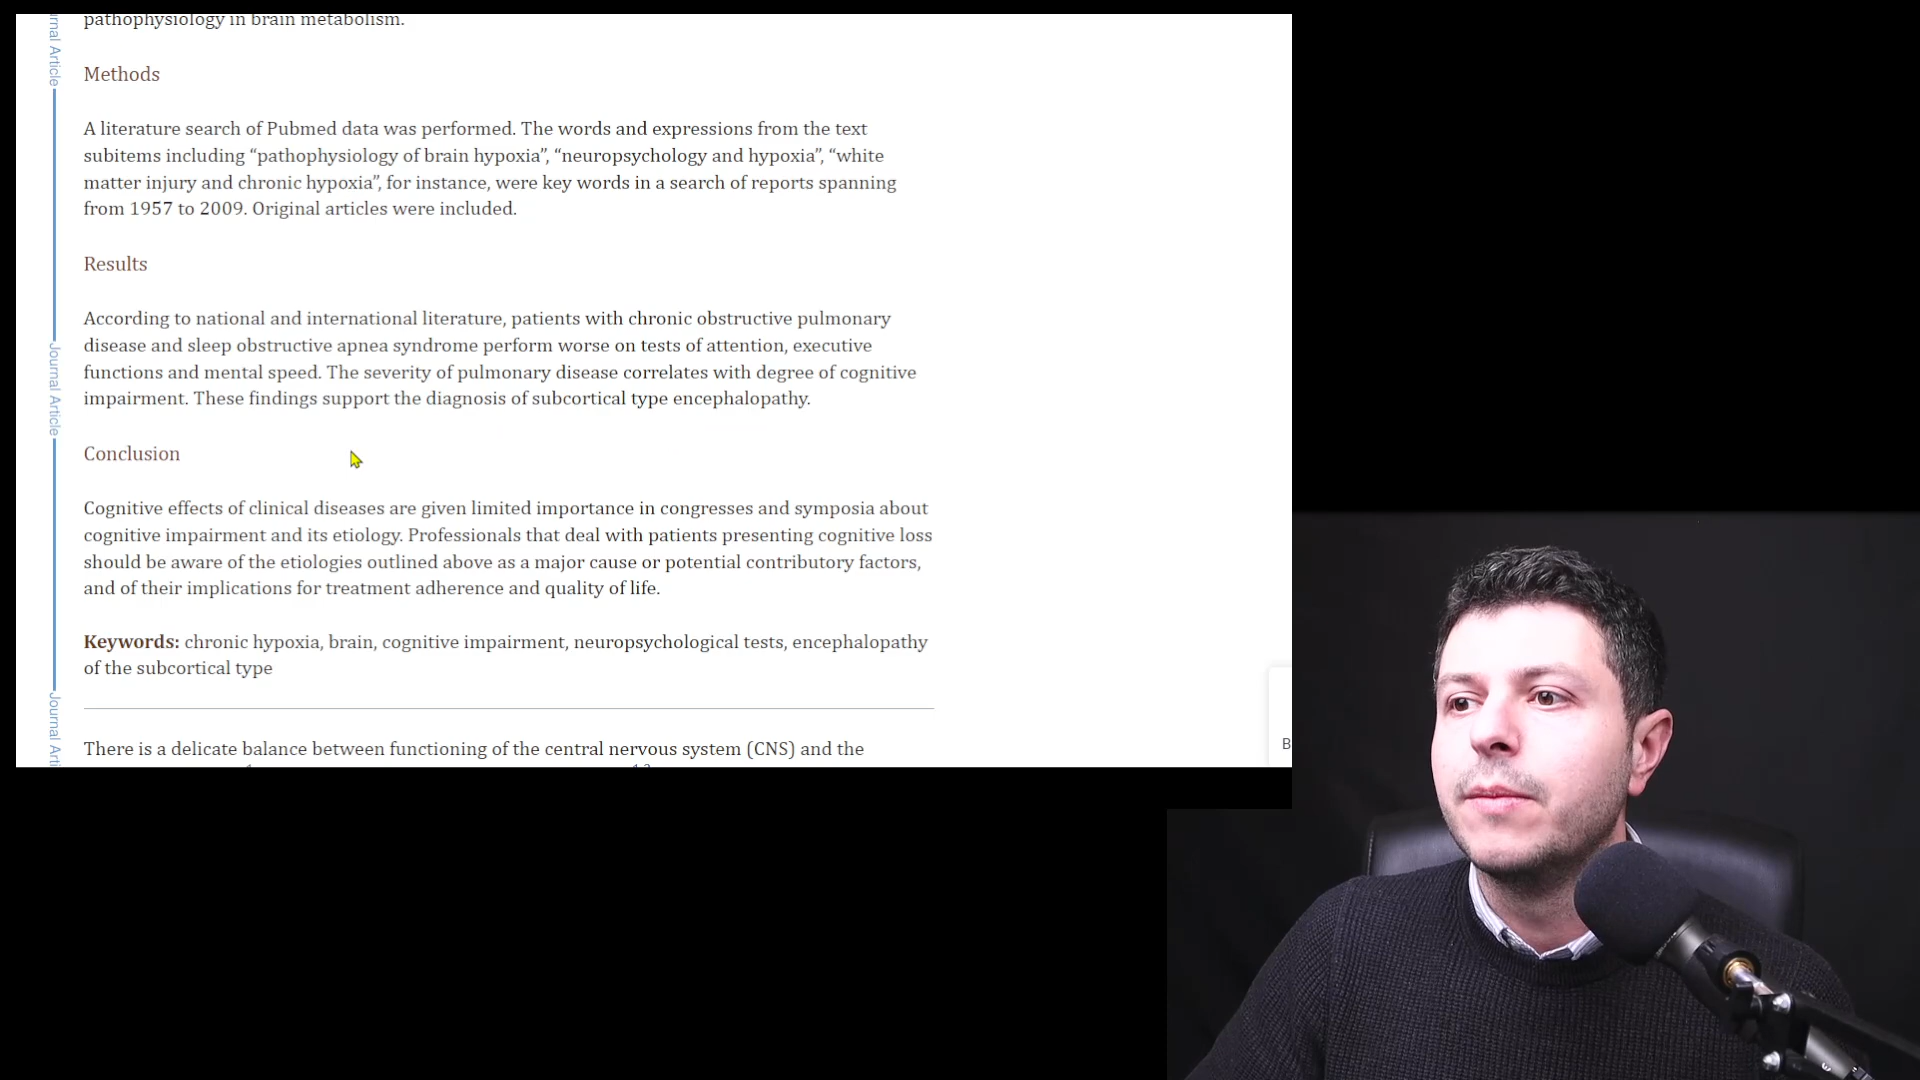 pathophysiology in brain metabolism.
Methods
A literature search of Pubmed data was performed. The words and expressions from the text
subitems including “pathophysiology of brain hypoxia”, “neuropsychology and hypoxia”, “white
matter injury and chronic hypoxia”, for instance, were key words in a search of reports spanning
from 1957 to 2009. Original articles were included.
Results
According to national and international literature, patients with chronic obstructive pulmonary
disease and sleep obstructive apnea syndrome perform worse on tests of attention, executive
functions and mental speed. The severity of pulmonary disease correlates with degree of cognitive
impairment. These findings support the diagnosis of subcortical type encephalopathy.
Conclusion
Cognitive effects of clinical diseases are given limited importance in congresses and symposia about
cognitive impairment and its etiology. Professionals that deal with patients presenting cognitive loss
should be aware of the etiologies outlined above as a major cause or potential contributory factors,
and of their implications for treatment adherence and quality of life.
Keywords: chronic hypoxia, brain, cognitive impairment, neuropsychological tests, encephalopathy
of the subcortical type
There is a delicate balance between functioning of the central nervous system (CNS) and the
Article
Journal Article
Journal
B